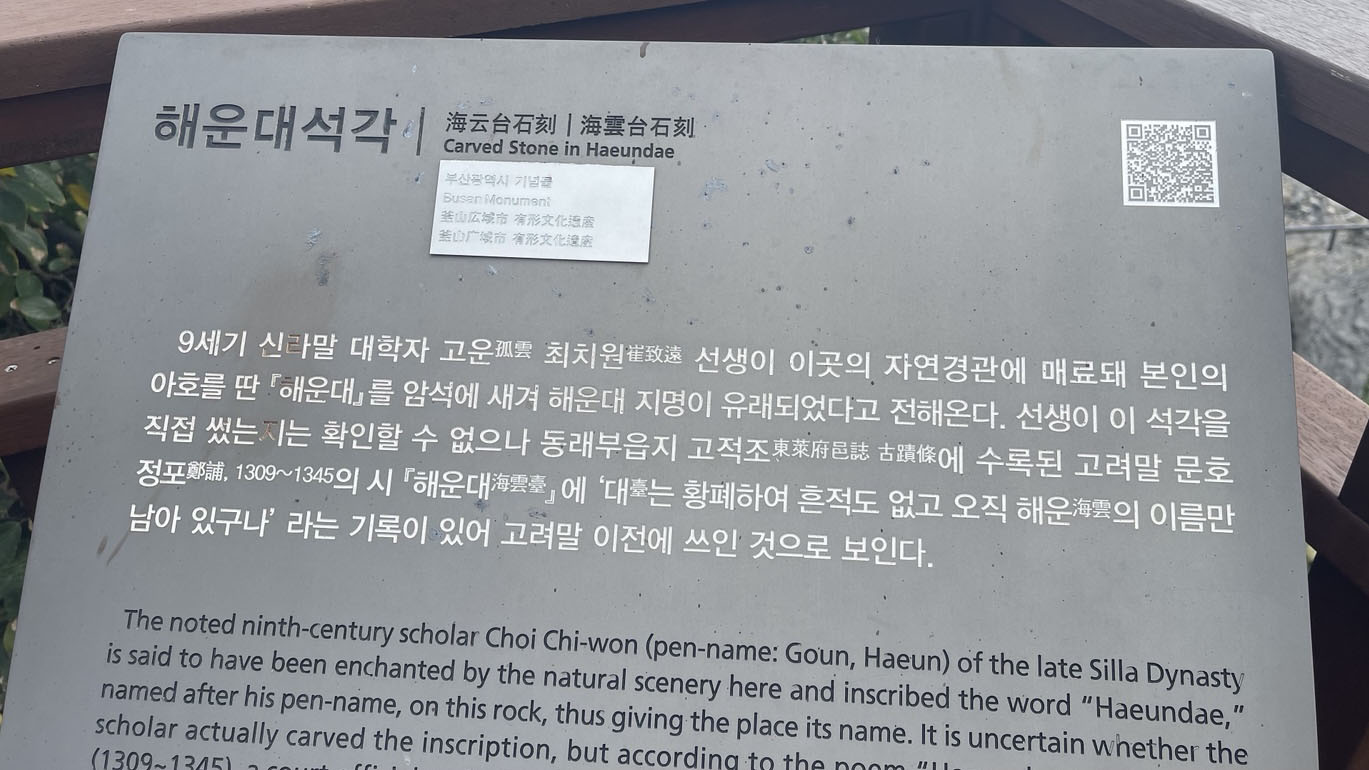 해운대석각 | 海云台石刻 | 海雲台石刻
Carved Stone in Haeundae
부산광역시 기념물
Busan Monument
釜山広域市 有形文化遺産
釜山广域市 有形文化遗产
9세기 신라말 대학자 고운孤雲 최치원崔致遠 선생이 이곳의 자연경관에 매료돼 본인의
아호를 딴 『해운대』를 암석에 새겨 해운대 지명이 유래되었다고 전해온다. 선생이 이 석각을
직접 썼는지는 확인할 수 없으나 동래부읍지 고적조東萊府邑誌 古蹟條에 수록된 고려말 문호
정포鄭誧, 1309~1345의 시 『해운대海雲臺』에 ‘대臺는 황폐하여 흔적도 없고 오직 해운海雲의 이름만
남아 있구나’ 라는 기록이 있어 고려말 이전에 쓰인 것으로 보인다.
The noted ninth-century scholar Choi Chi-won (pen-name: Goun, Haeun) of the late Silla Dynasty
is said to have been enchanted by the natural scenery here and inscribed the word “Haeundae,”
named after his pen-name, on this rock, thus giving the place its name. It is uncertain whether the
scholar actually carved the inscription, but according to the poem
(1309~1345), a court